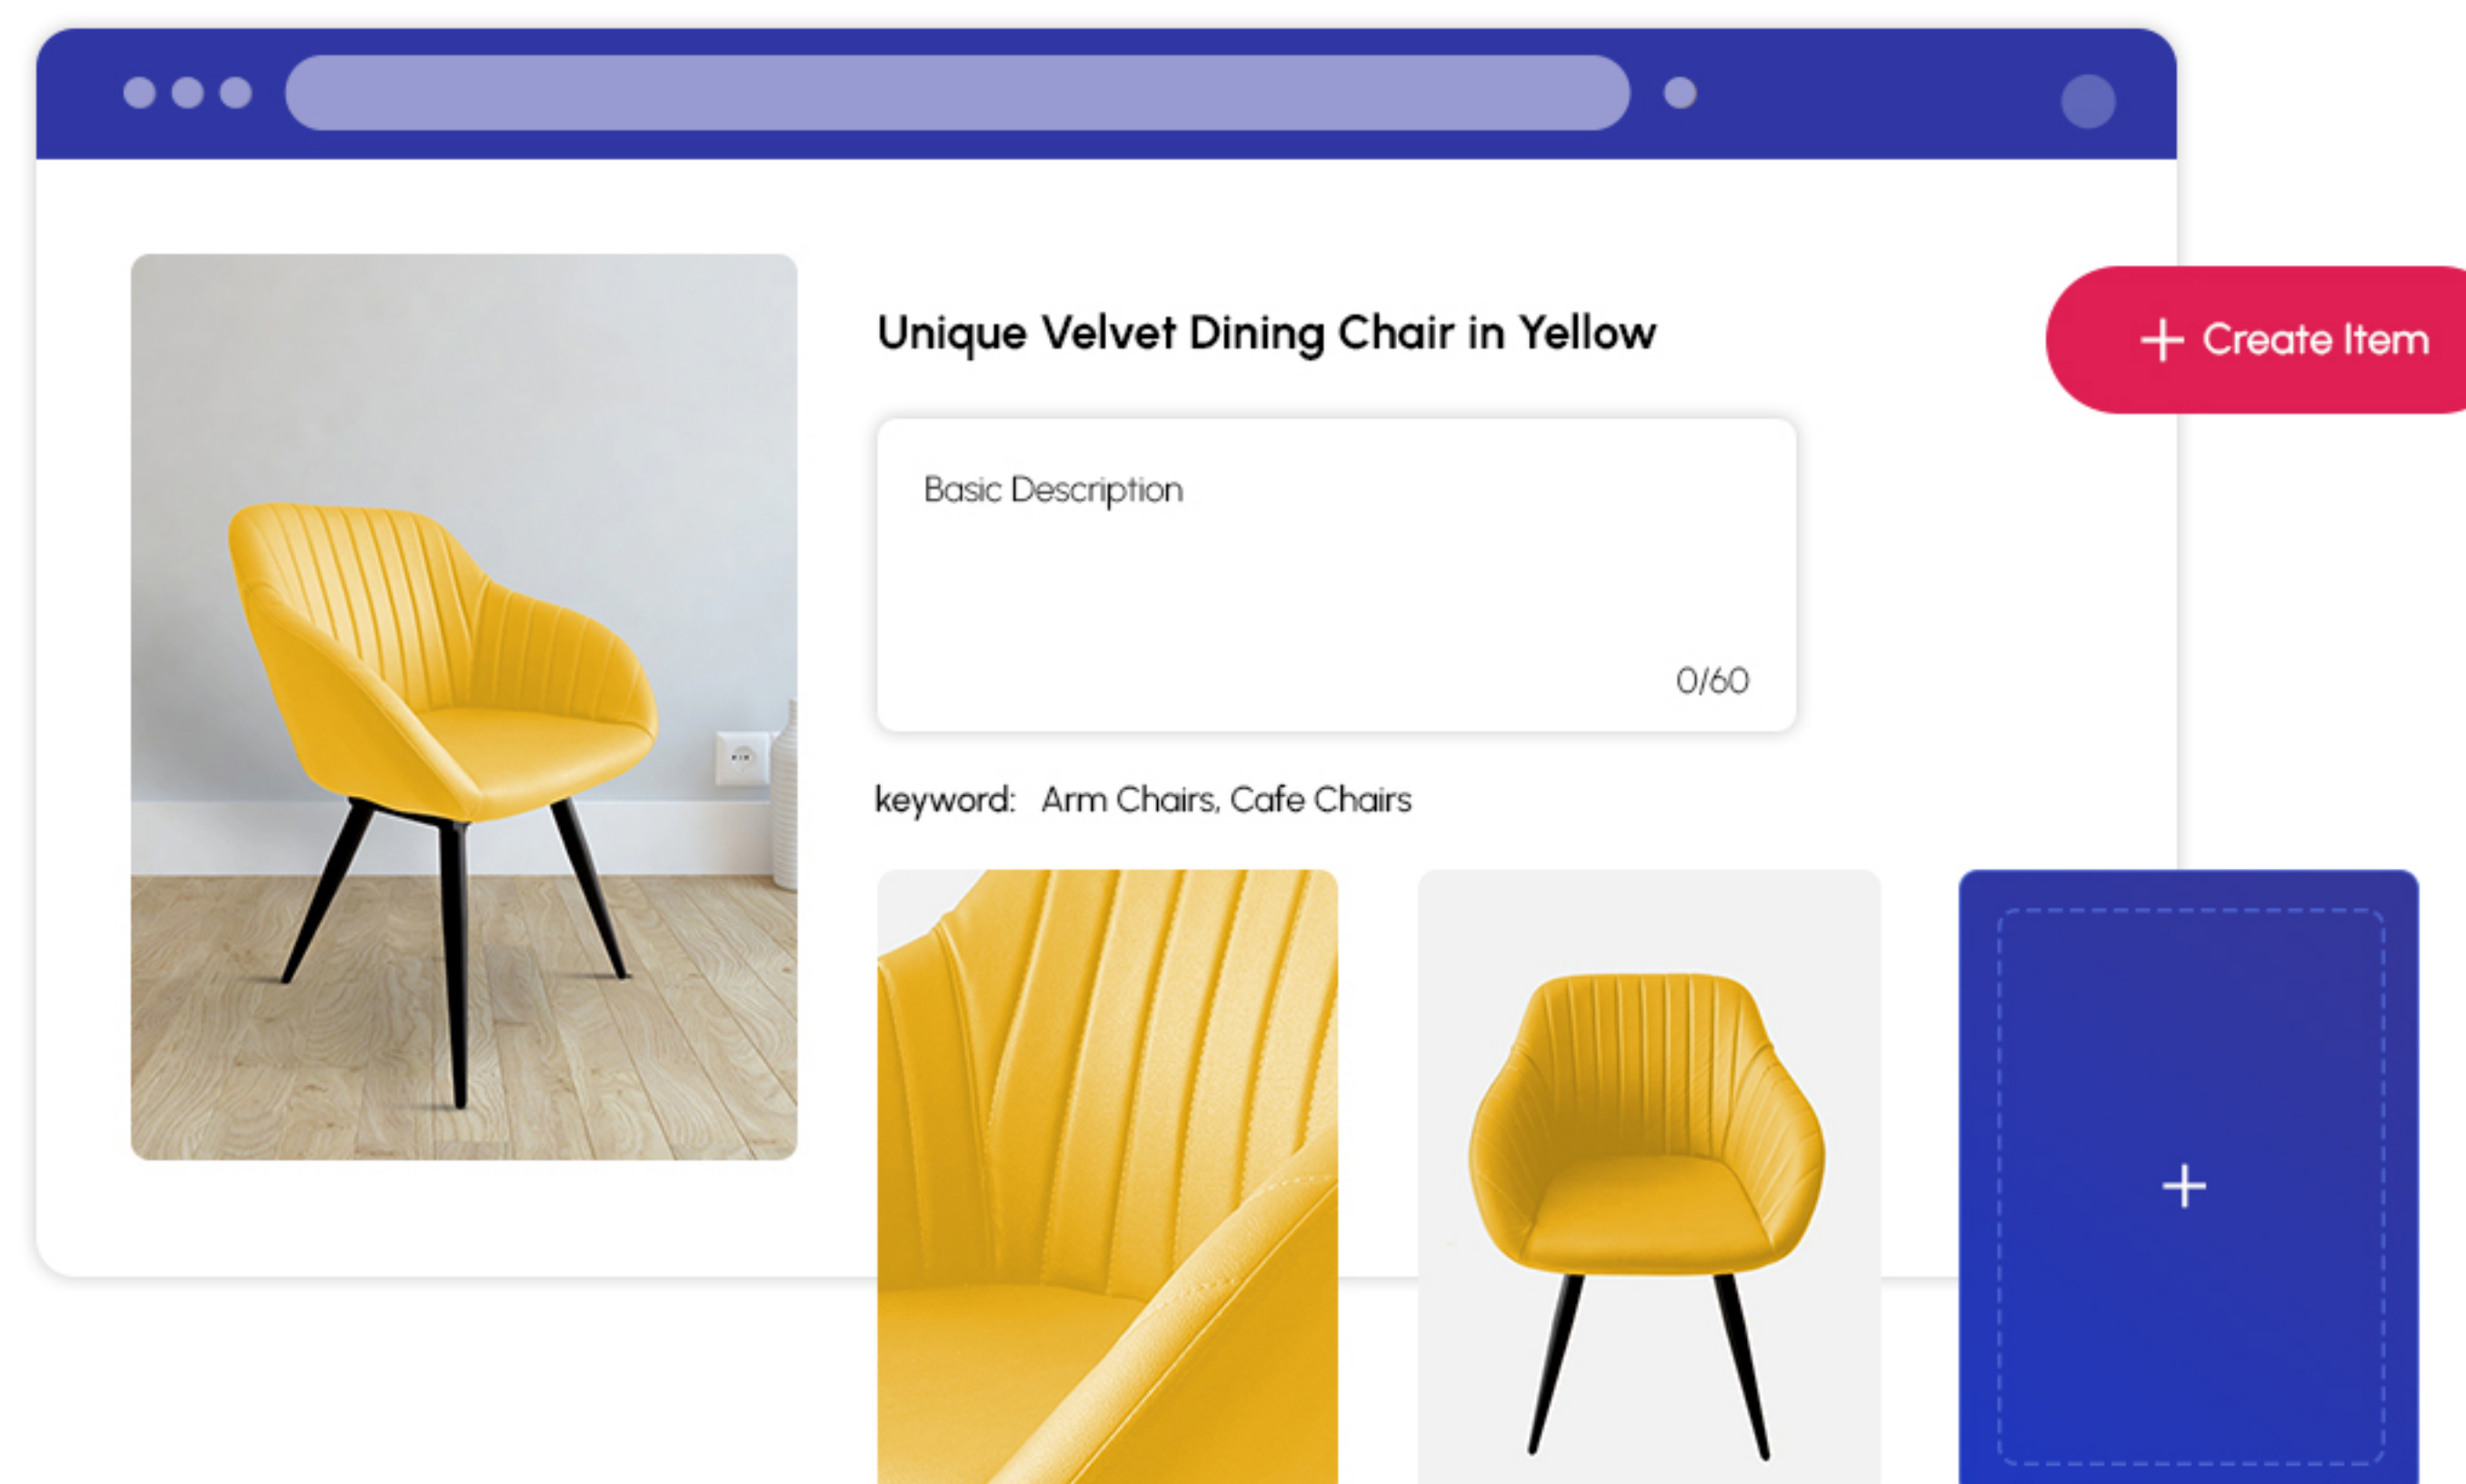 Unique Velvet Dining Chair in Yellow
+ Create Item
Basic Description
0/60
keyword: Arm Chairs, Cafe Chairs
+